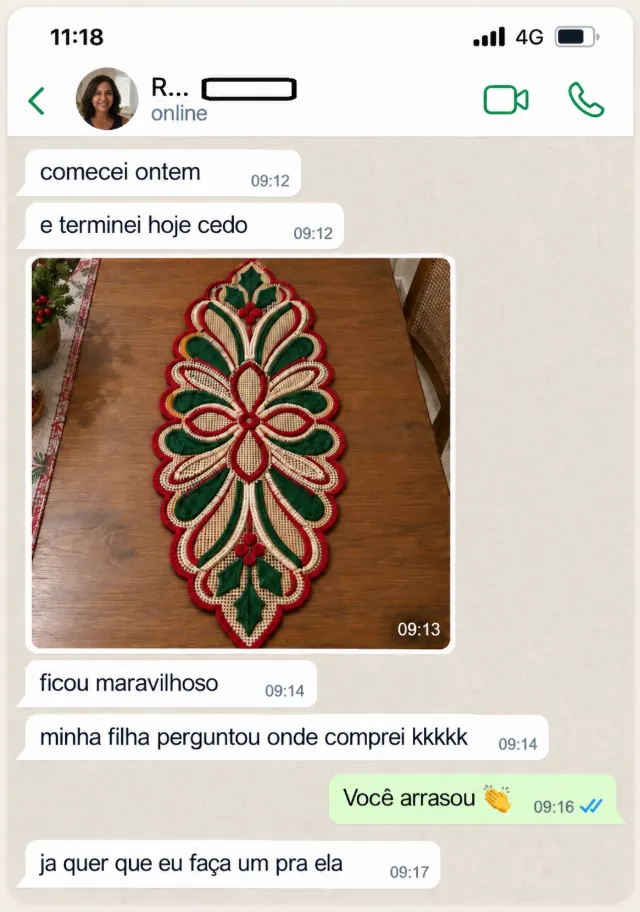 11:18
4G
R...
online
comecei ontem
09:12
e terminei hoje cedo
09:12
09:13
ficou maravilhoso
09:14
minha filha perguntou onde comprei kkkkk
09:14
Você arrasou 👏
09:16
ja quer que eu faça um pra ela
09:17